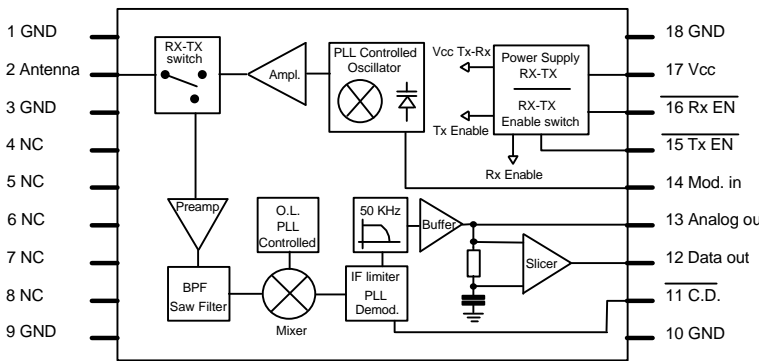 1 GND
2 Antenna
3 GND
4 NC
5 NC
6 NC
7 NC
8 NC
9 GND
RX-TX
switch
Ampl.
PLL Controlled
Oscillator
Vcc Tx-Rx
Tx Enable
Rx Enable
Power Supply
RX-TX
RX-TX
Enable switch
Preamp
BPF
Saw Filter
O.L.
PLL
Controlled
Mixer
50 KHz
IF limiter
PLL
Demod.
Buffer
Slicer
18 GND
17 Vcc
16 Rx EN
15 Tx EN
14 Mod. in
13 Analog ou
12 Data out
11 C.D.
10 GND